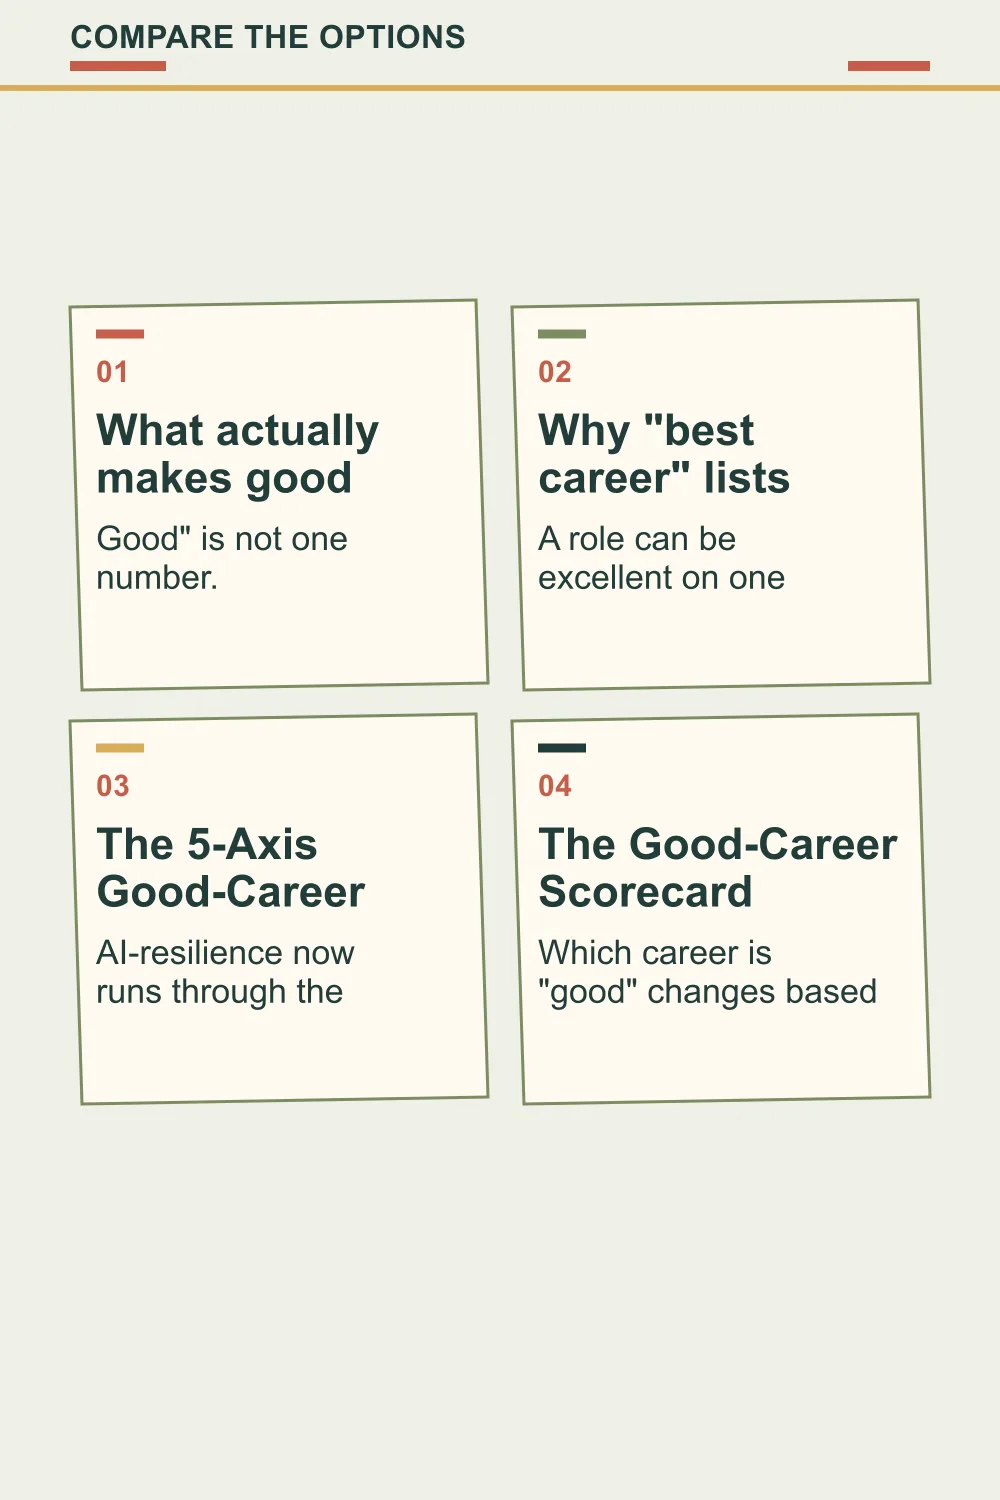 COMPARE THE OPTIONS
01
What actually
makes good
Good" is not one
number.
02
Why "best
career" lists
A role can be
excellent on one
03
The 5-Axis
Good-Career
AI-resilience now
runs through the
04
The Good-Career
Scorecard
Which career is
"good" changes based